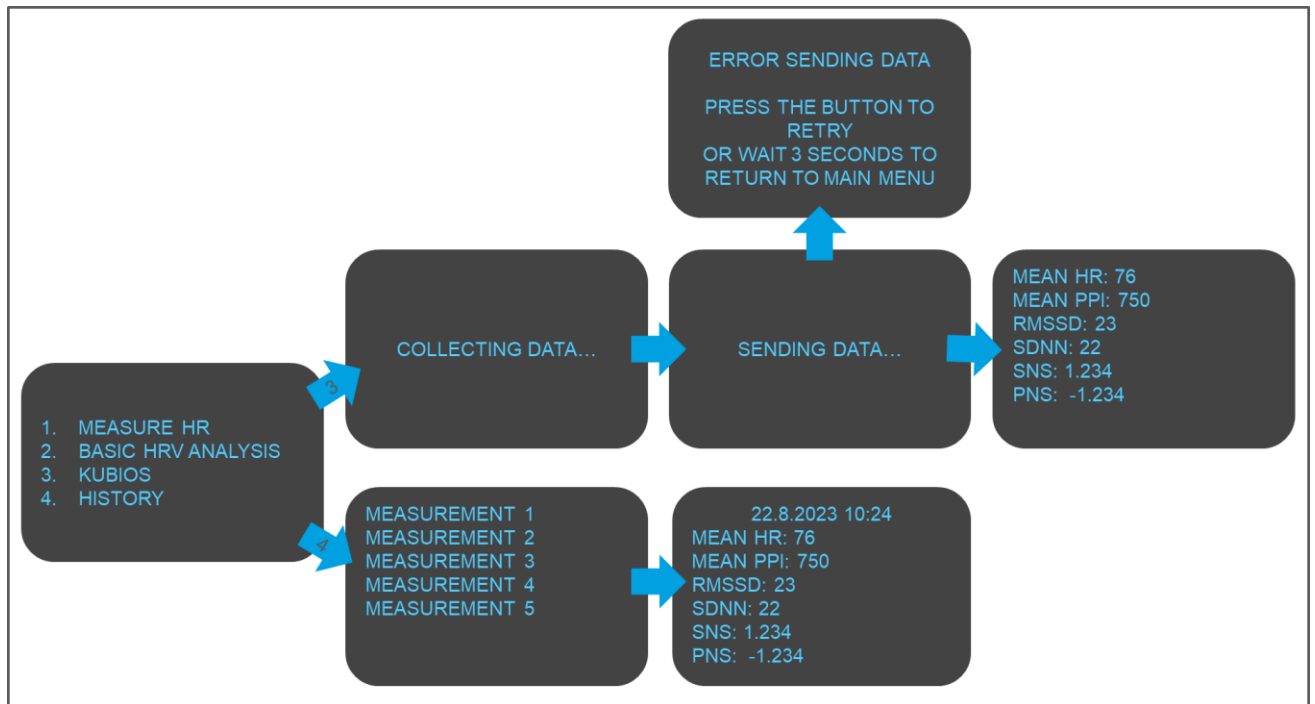 ERROR SENDING DATA
PRESS THE BUTTON TO
RETRY
OR WAIT 3 SECONDS TO
RETURN TO MAIN MENU
COLLECTING DATA...
SENDING DATA...
MEAN HR: 76
MEAN PPI: 750
RMSSD: 23
SDNN: 22
SNS: 1.234
PNS: -1.234
1. MEASURE HR
2. BASIC HRV ANALYSIS
3. KUBIOS
4. HISTORY
3
4
MEASUREMENT 1
MEASUREMENT 2
MEASUREMENT 3
MEASUREMENT 4
MEASUREMENT 5
22.8.2023 10:24
MEAN HR: 76
MEAN PPI: 750
RMSSD: 23
SDNN: 22
SNS: 1.234
PNS: -1.234